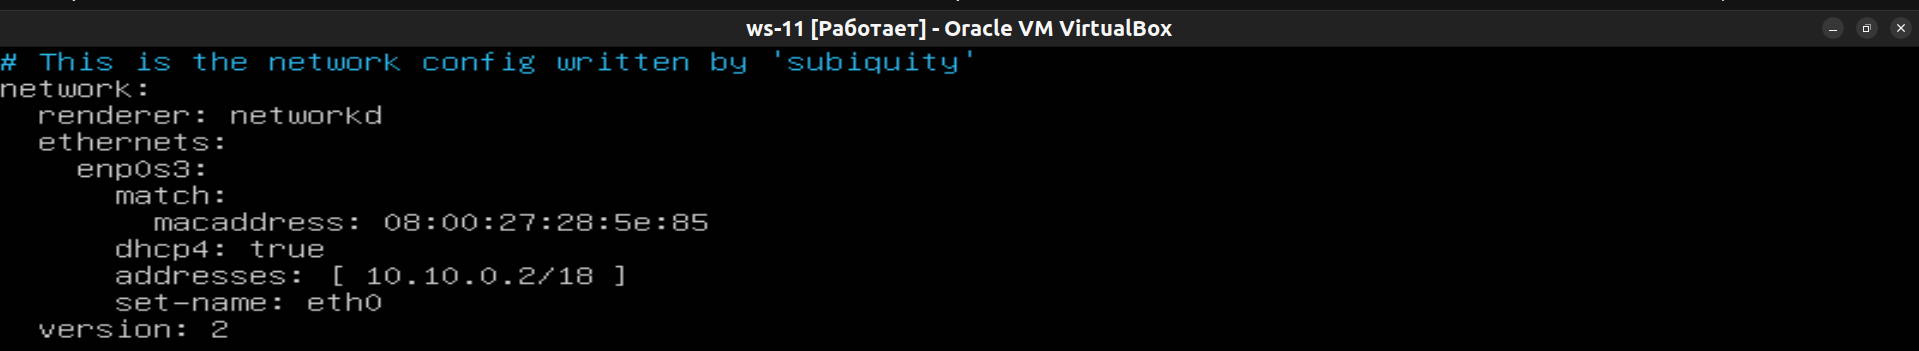 ws-11 [Работает] - Oracle VM VirtualBox
# This is the network config written by 'subiquity'
network:
  renderer: networkd
  ethernets:
    enp0s3:
      match:
        macaddress: 08:00:27:28:5e:85
      dhcp4: true
      addresses: [ 10.10.0.2/18 ]
      set-name: eth0
  version: 2